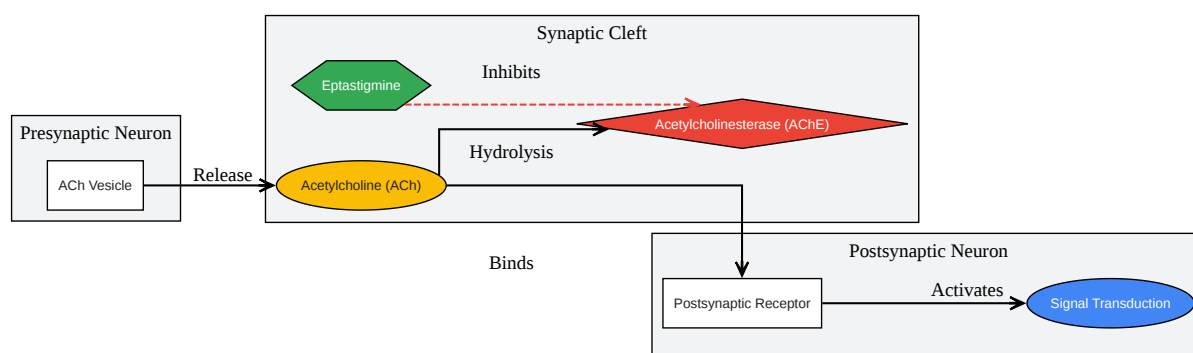 Synaptic Cleft
Eptastigmine
Inhibits
Acetylcholinesterase (AChE)
Presynaptic Neuron
Hydrolysis
ACh Vesicle
Release
Acetylcholine (ACh)
Binds
Postsynaptic Neuron
Postsynaptic Receptor
Activates
Signal Transduction